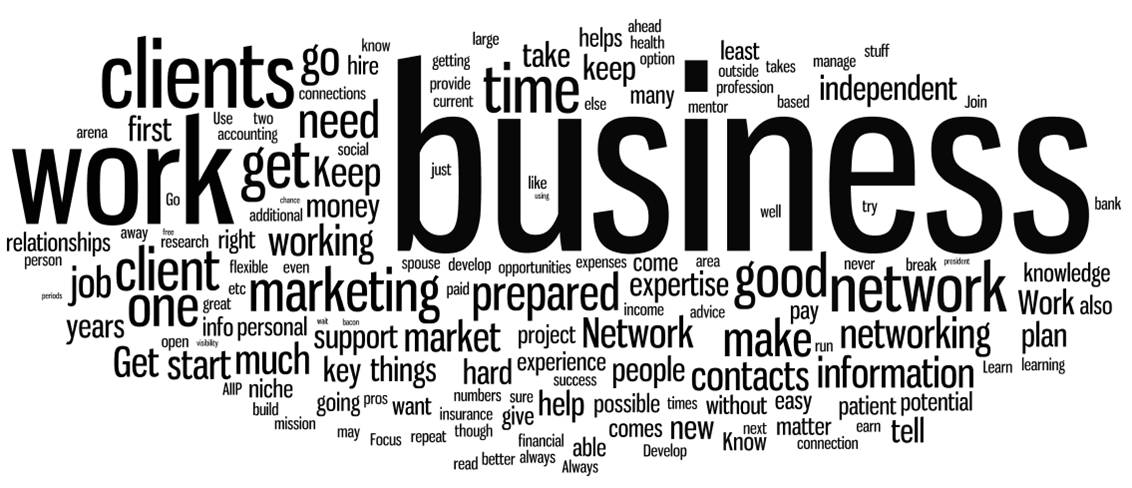 ahead
large
helps
health
know
least
stuff
clients
go
take
option
getting
keep
outside
takes
manage
hire
time
provide
profession
independent
connections
current
else
many
mentor
based
Join
business
Use
two
need
first
arena
accounting
work
get
social
Keep
just
like
using
Go
chance
additional
money
well
try
bank
away
free
relationships
research
right
working
person
spouse
develop
opportunities
expenses
come
area
never
break
president
job
client
flexible
even
good
knowledge
periods
etc
marketing
paid
prepared
expertise
network
one
great
income
advice
pay
Work
also
years
info
personal
wait
bacon
support
market
project
Network
make
run
networking
plan
open
visibility
Get
start
much
key
things
hard
experience
success
people
contacts
information
Learn
learning
AIIP
niche
build
going
pros
want
numbers
sure
insurance
give
help
possible
times
without
easy
patient
potential
mission
may
Focus
repeat
though
financial
able
comes
new
next
matter
earn
tell
Develop
Know
connection
read
better
always
Always